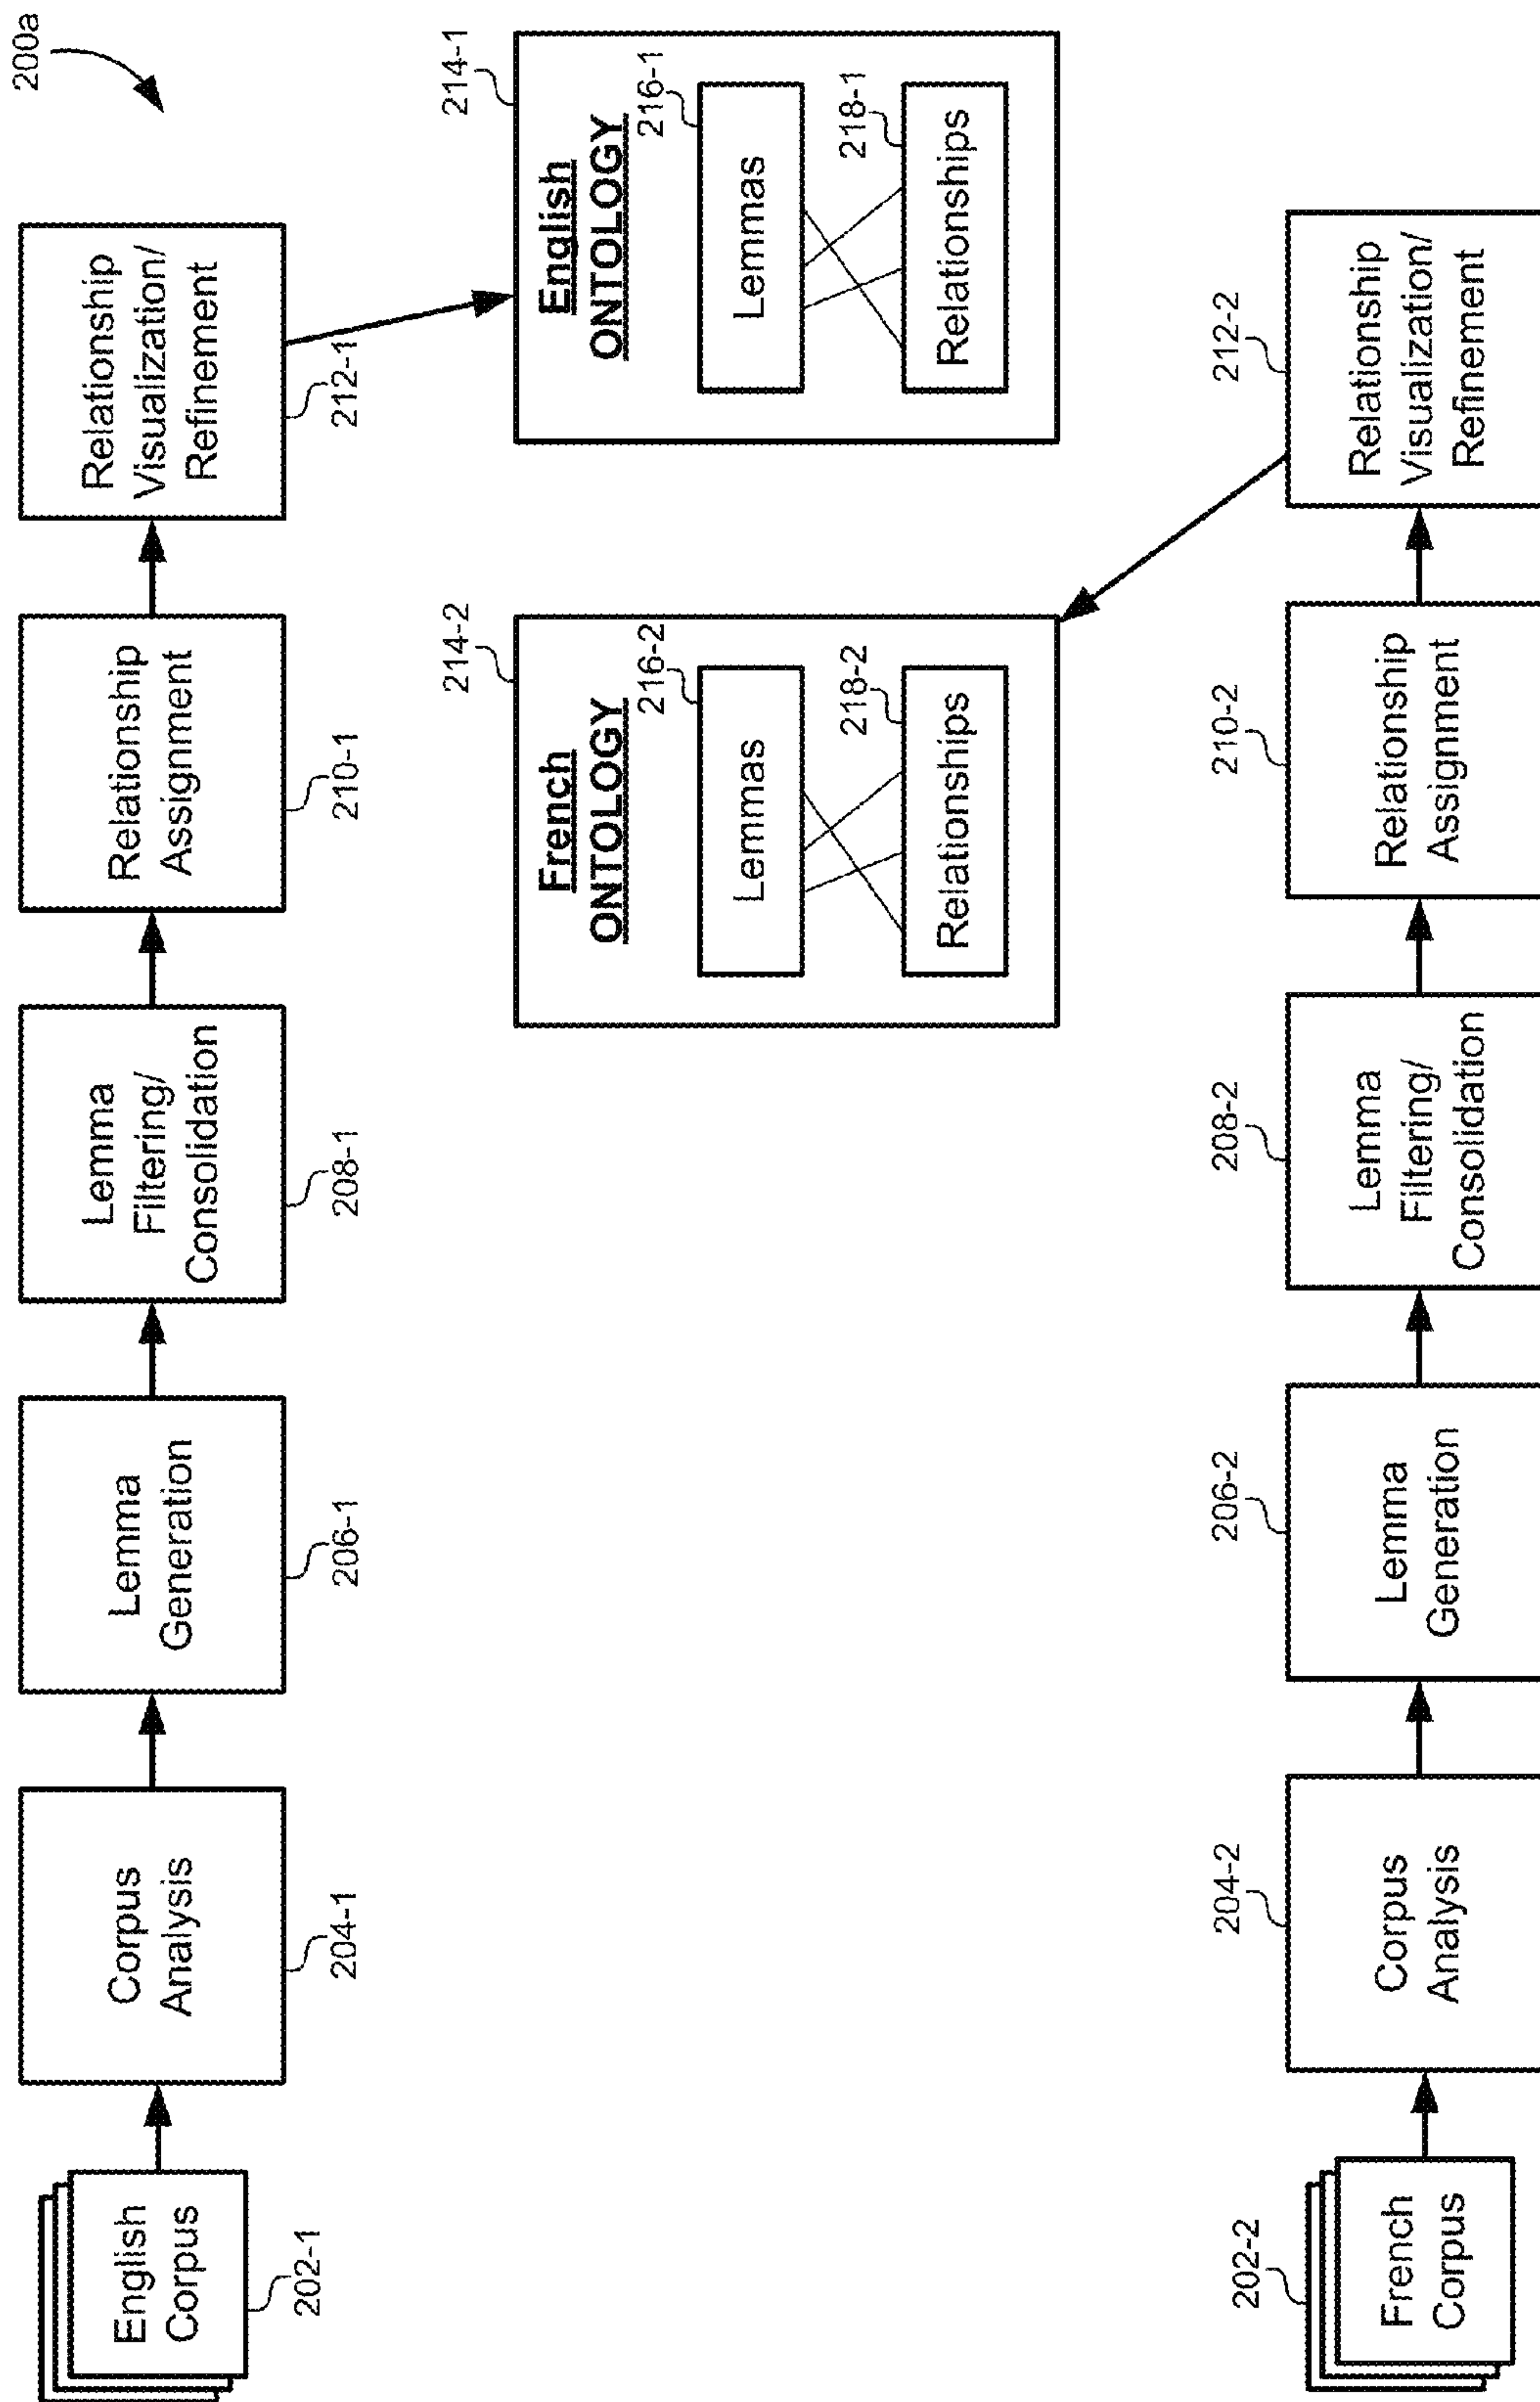 200a
English
Corpus
202-1
Corpus
Analysis
204-1
Lemma
Generation
206-1
Lemma
Filtering/
Consolidation
208-1
Relationship
Assignment
210-1
Relationship
Visualization/
Refinement
212-1
French
ONTOLOGY
214-2
Lemmas
216-2
Relationships
218-2
English
ONTOLOGY
214-1
Lemmas
216-1
Relationships
218-1
202-2
French
Corpus
204-2
Corpus
Analysis
206-2
Lemma
Generation
208-2
Lemma
Filtering/
Consolidation
210-2
Relationship
Assignment
212-2
Relationship
Visualization/
Refinement